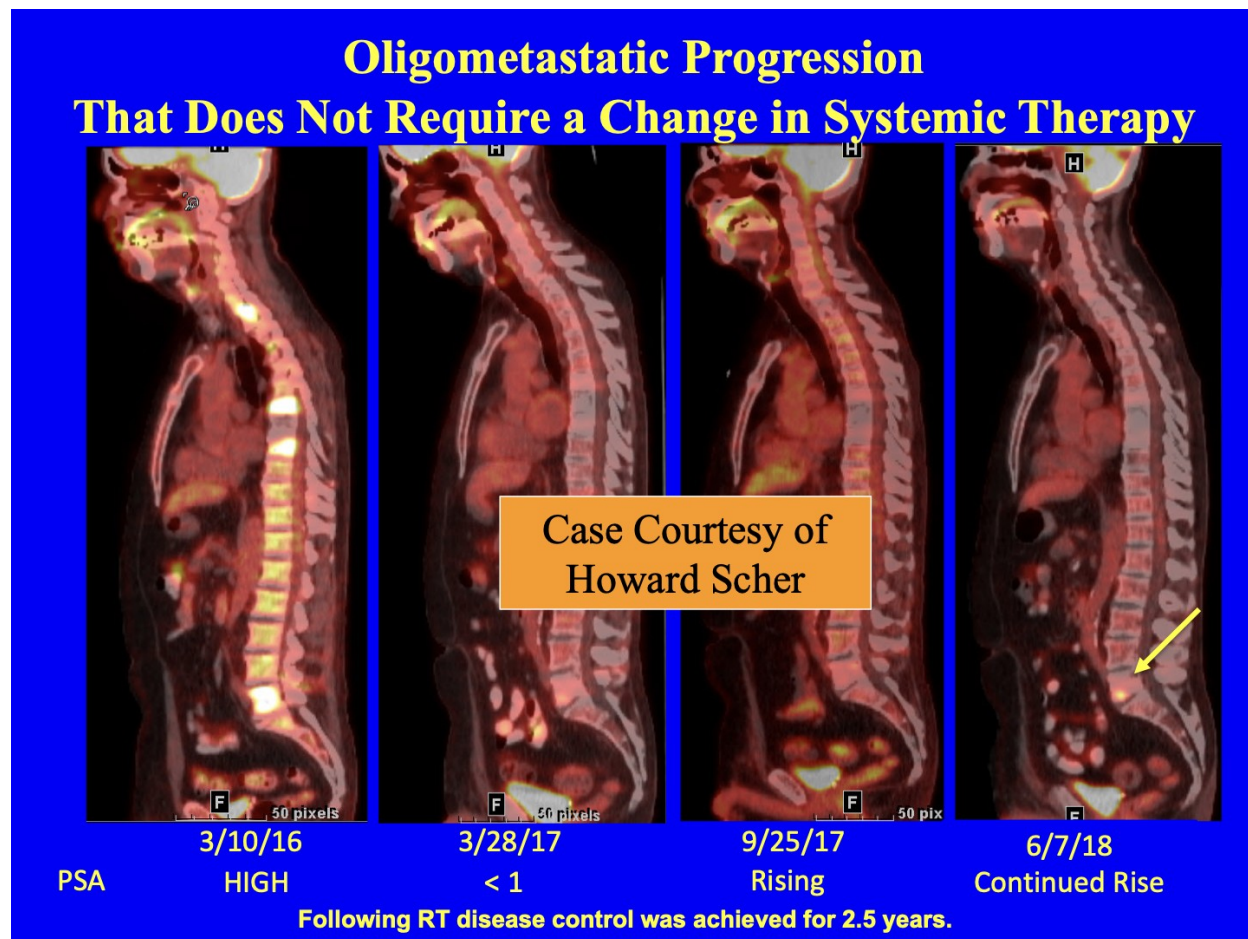 Oligometastatic Progression
That Does Not Require a Change in Systemic Therapy
H
H
H
H
Case Courtesy of
Howard Scher
F
50 pixels
F
50 pixels
F
50 pix
F
3/10/16
3/28/17
9/25/17
6/7/18
PSA
HIGH
< 1
Rising
Continued Rise
Following RT disease control was achieved for 2.5 years.